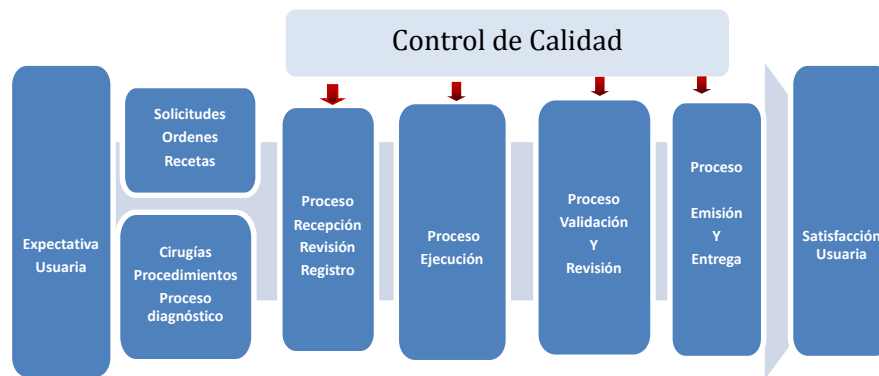 Control de Calidad
Expectativa
Usuaria
Solicitudes
Ordenes
Recetas
Cirugías
Procedimientos
Proceso
diagnóstico
Proceso
Recepción
Revisión
Registro
Proceso
Ejecución
Proceso
Validación
Y
Revisión
Proceso
Emisión
Y
Entrega
Satisfacción
Usuaria